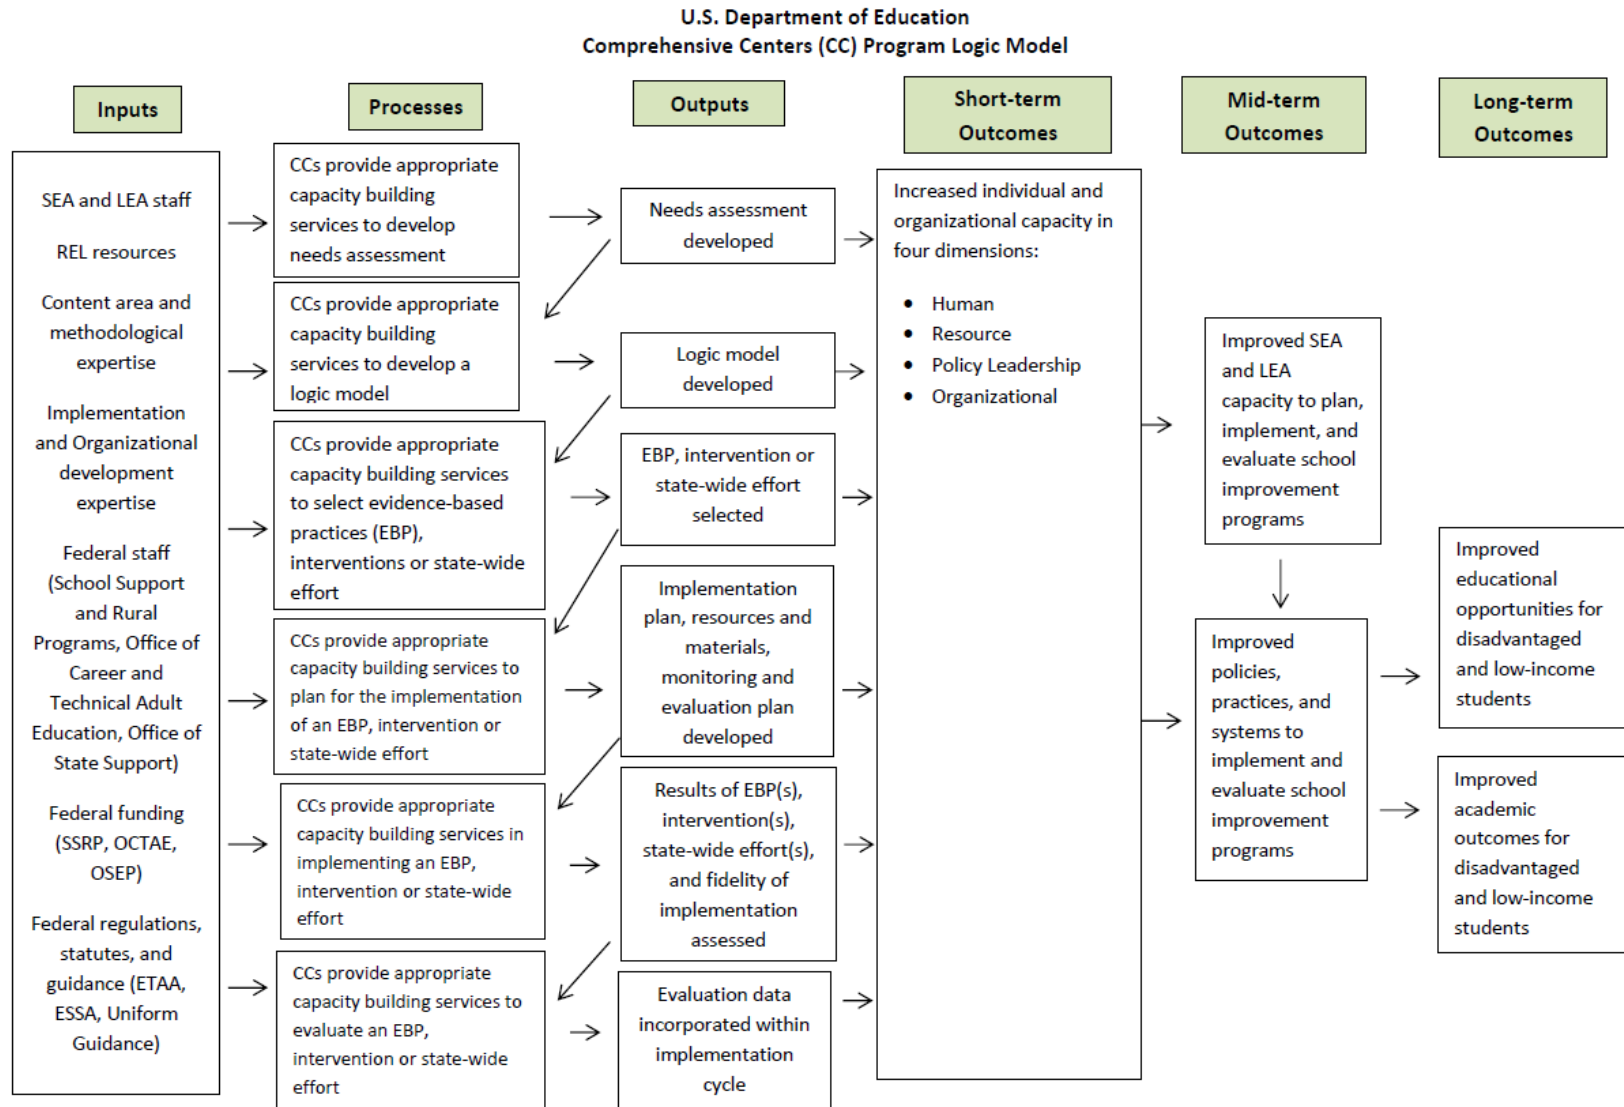 U.S. Department of Education
Comprehensive Centers (CC) Program Logic Model
Inputs
Processes
Outputs
Short-term
Outcomes
Mid-term
Outcomes
Long-term
Outcomes
SEA and LEA staff
REL resources
Content area and
methodological
expertise
Implementation
and Organizational
development
expertise
Federal staff
(School Support
and Rural
Programs, Office of
Career and
Technical Adult
Education, Office of
State Support)
Federal funding
(SSRP, OCTAE,
OSEP)
Federal regulations,
statutes, and
guidance (ETAA,
ESSA, Uniform
Guidance)
CCs provide appropriate
capacity building
services to develop
needs assessment
CCs provide appropriate
capacity building
services to develop a
logic model
CCs provide appropriate
capacity building services
to select evidence-based
practices (EBP),
interventions or state-wide
effort
CCs provide appropriate
capacity building services to
plan for the implementation
of an EBP, intervention or
state-wide effort
CCs provide appropriate
capacity building services in
implementing an EBP,
intervention or state-wide
effort
CCs provide appropriate
capacity building services to
evaluate an EBP,
intervention or state-wide
effort
Needs assessment
developed
Logic model
developed
EBP, intervention or
state-wide effort
selected
Implementation
plan, resources and
materials,
monitoring and
evaluation plan
developed
Results of EBP(s),
intervention(s),
state-wide effort(s),
and fidelity of
implementation
assessed
Evaluation data
incorporated within
implementation
cycle
Increased individual and
organizational capacity in
four dimensions:
• Human
• Resource
• Policy Leadership
• Organizational
Improved SEA
and LEA
capacity to plan,
implement, and
evaluate school
improvement
programs
Improved
policies,
practices, and
systems to
implement and
evaluate school
improvement
programs
Improved
educational
opportunities for
disadvantaged
and low-income
students
Improved
academic
outcomes for
disadvantaged
and low-income
students